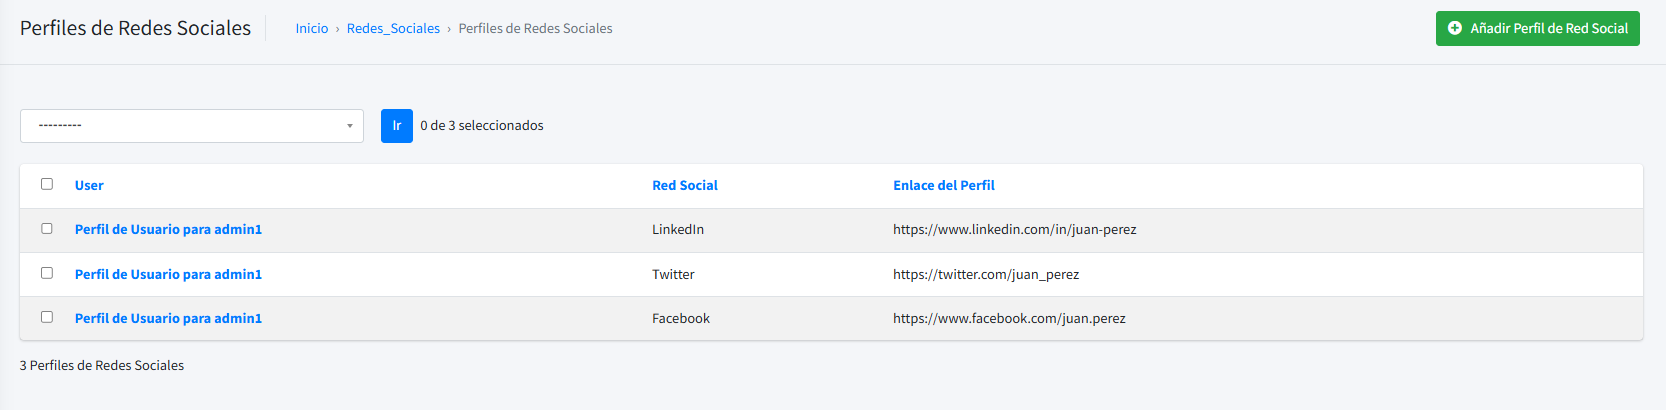 Perfiles de Redes Sociales
Inicio › Redes_Sociales › Perfiles de Redes Sociales
Añadir Perfil de Red Social
---------
Ir
0 de 3 seleccionados
User Red Social Enlace del Perfil
Perfil de Usuario para admin1 LinkedIn https://www.linkedin.com/in/juan-perez
Perfil de Usuario para admin1 Twitter https://twitter.com/juan_perez
Perfil de Usuario para admin1 Facebook https://www.facebook.com/juan.perez
3 Perfiles de Redes Sociales